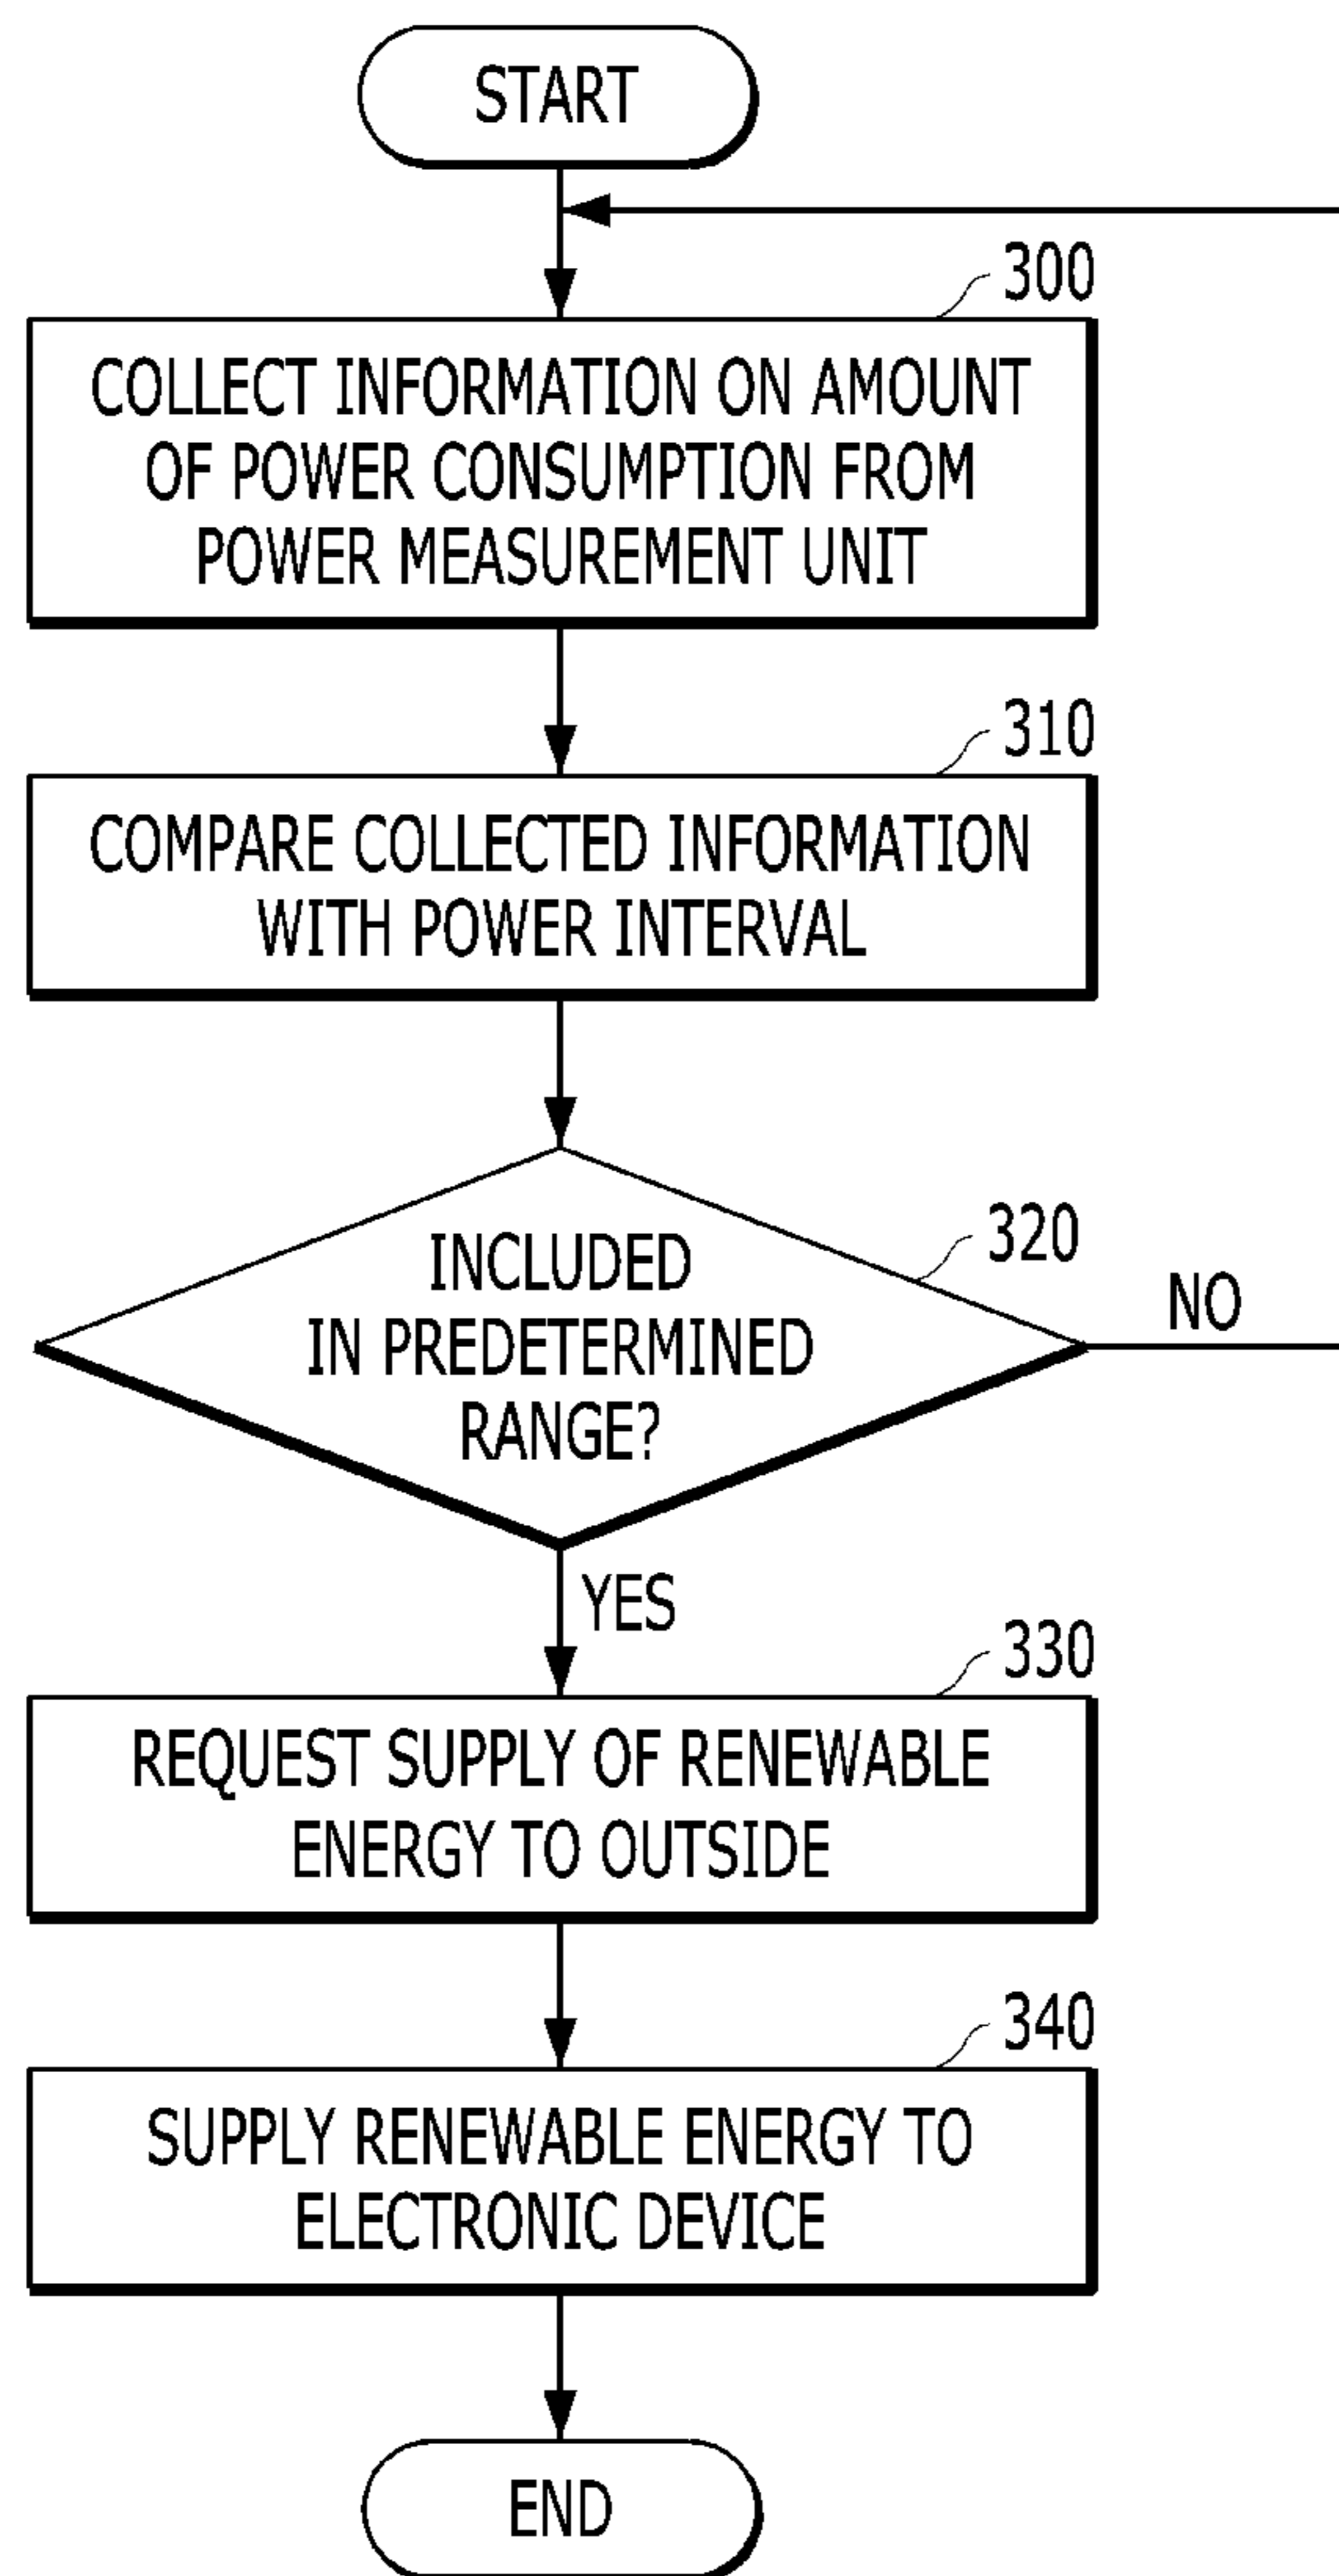 START
300
COLLECT INFORMATION ON AMOUNT
OF POWER CONSUMPTION FROM
POWER MEASUREMENT UNIT
310
COMPARE COLLECTED INFORMATION
WITH POWER INTERVAL
320
INCLUDED
IN PREDETERMINED
RANGE?
NO
YES
330
REQUEST SUPPLY OF RENEWABLE
ENERGY TO OUTSIDE
340
SUPPLY RENEWABLE ENERGY TO
ELECTRONIC DEVICE
END